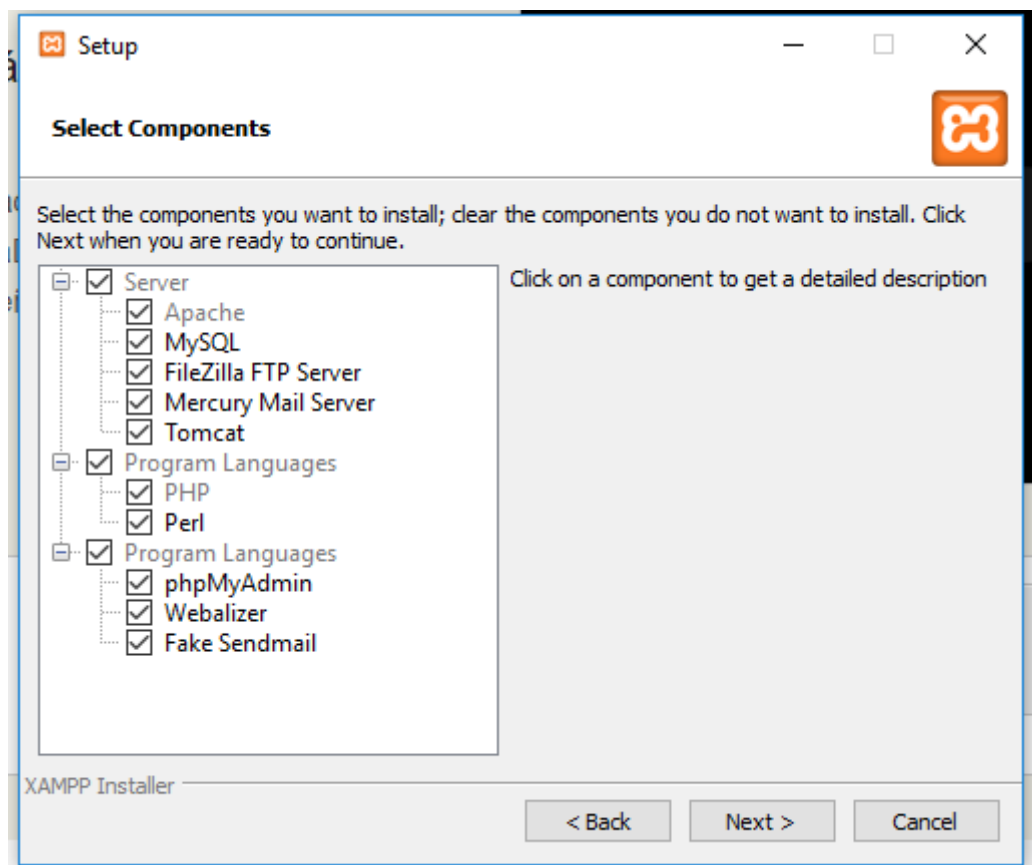 Setup
Select Components
Select the components you want to install; clear the components you do not want to install. Click
Next when you are ready to continue.
Server
Apache
MySQL
FileZilla FTP Server
Mercury Mail Server
Tomcat
Program Languages
PHP
Perl
Program Languages
phpMyAdmin
Webalizer
Fake Sendmail
Click on a component to get a detailed description
XAMPP Installer
< Back
Next >
Cancel